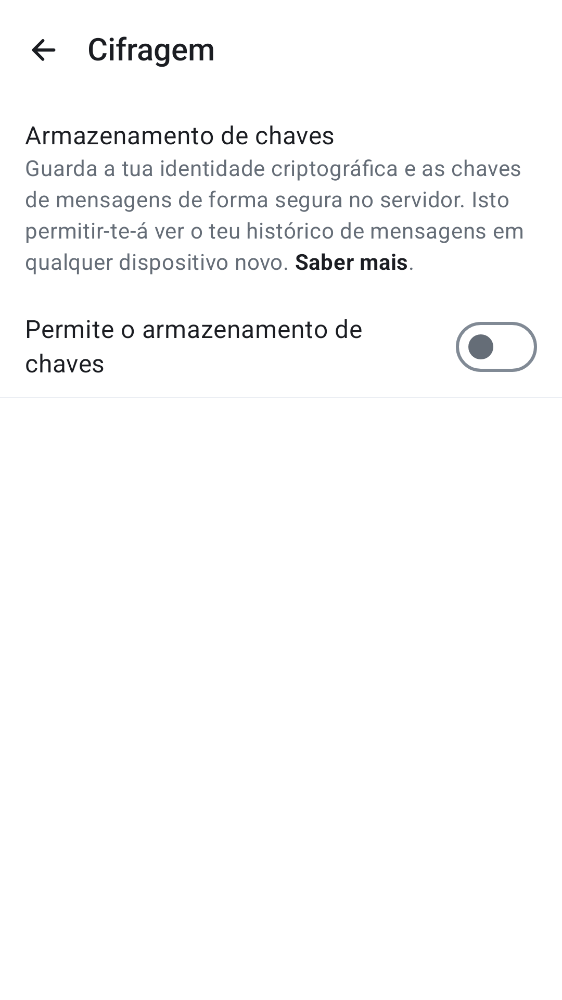 Cifragem
Armazenamento de chaves
Guarda a tua identidade criptográfica e as chaves
de mensagens de forma segura no servidor. Isto
permitir-te-á ver o teu histórico de mensagens em
qualquer dispositivo novo. Saber mais.
Permite o armazenamento de
chaves